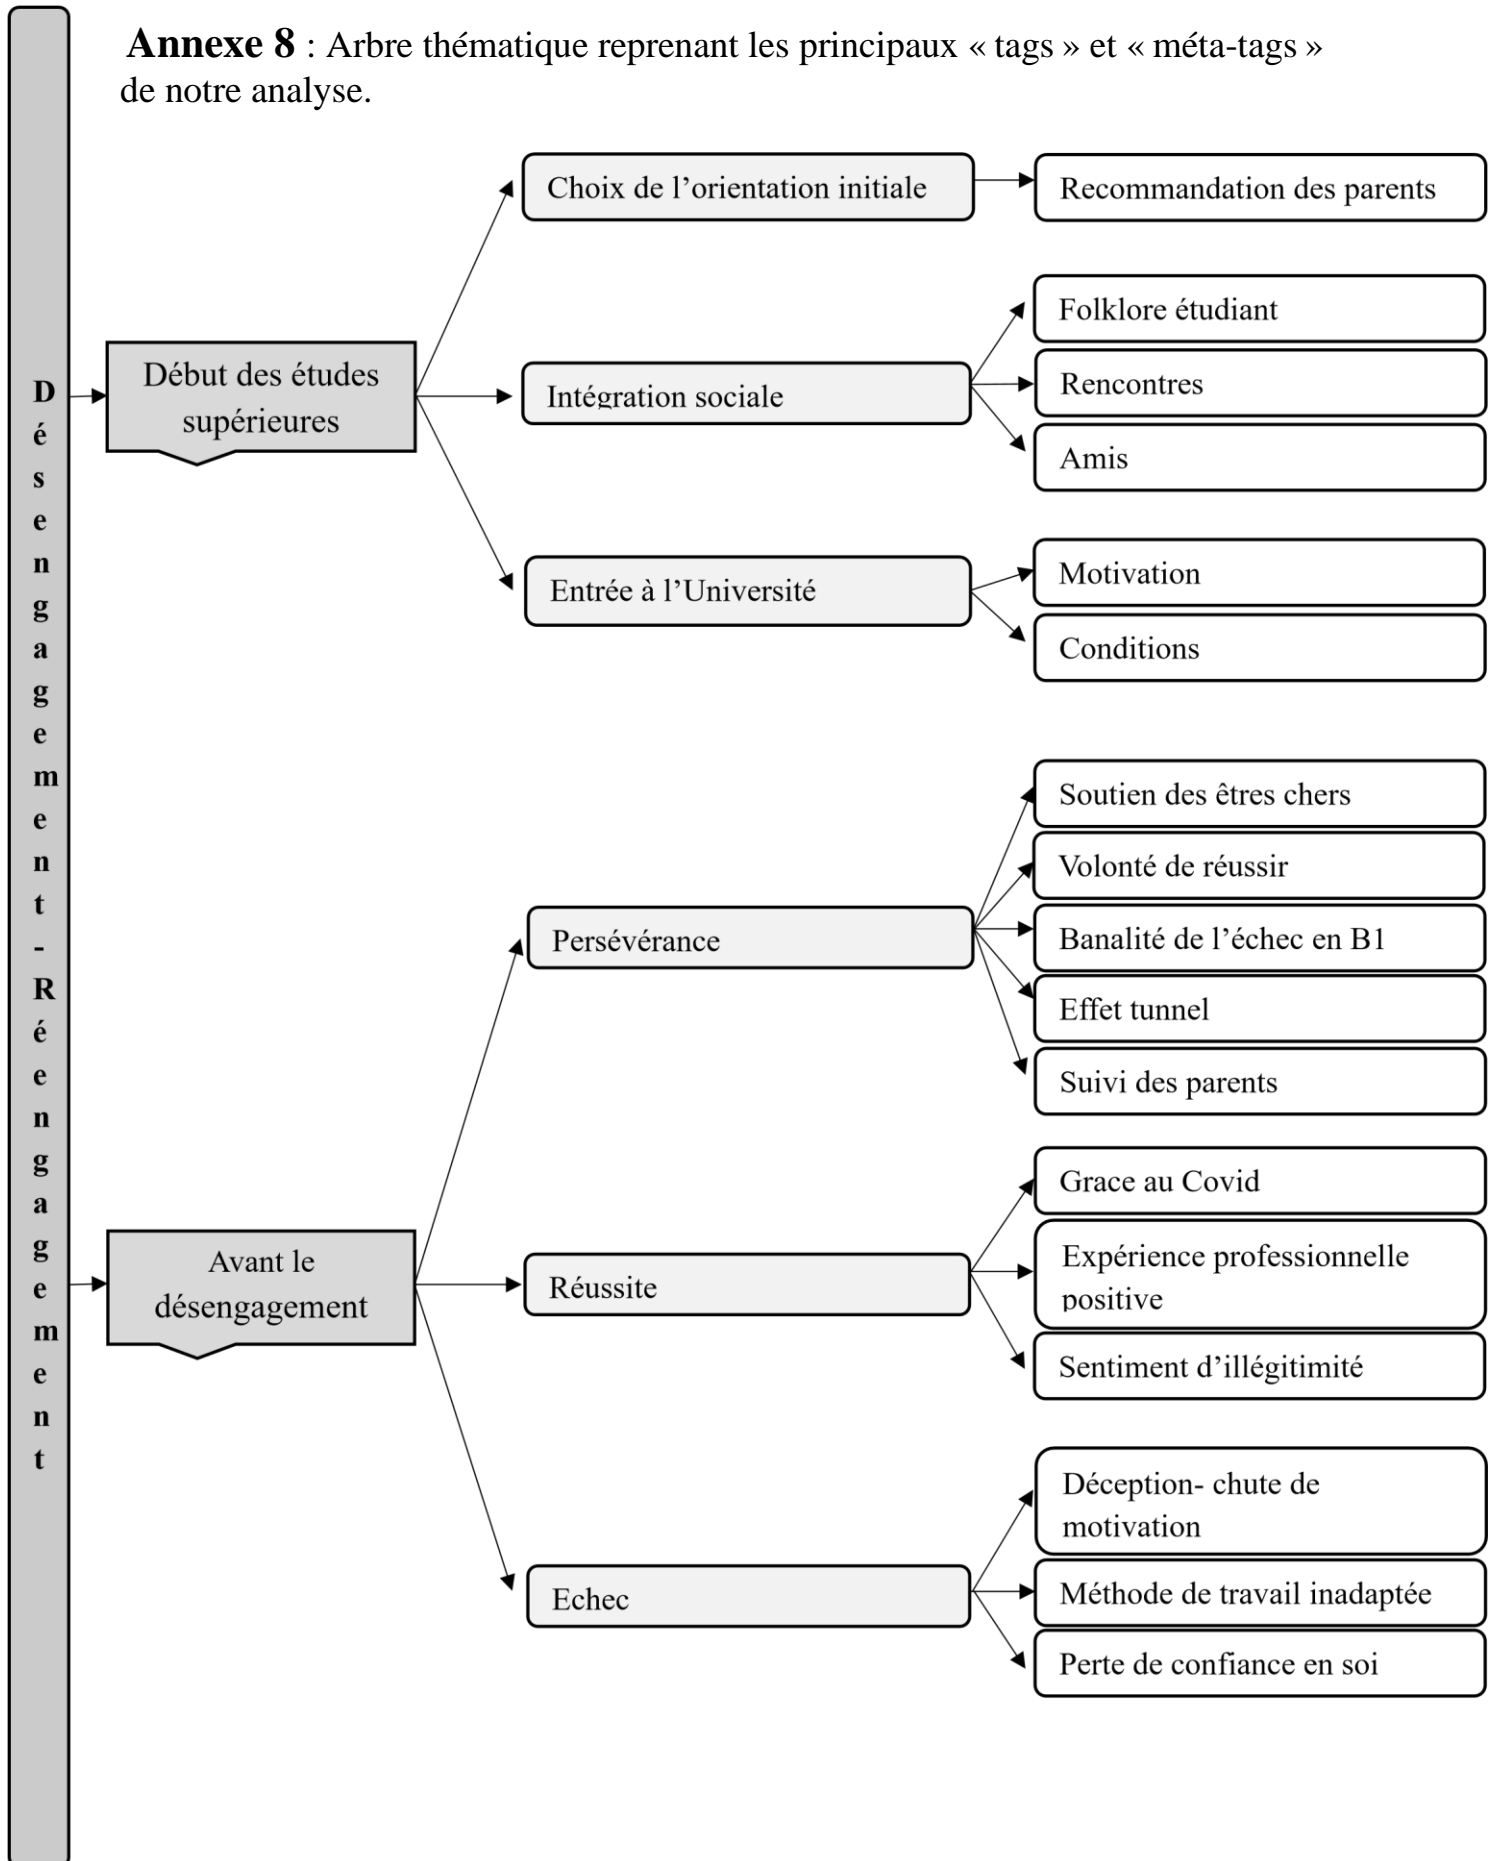 Annexe 8 : Arbre thématique reprenant les principaux « tags » et « méta-tags »
de notre analyse.
Désengagement-Réengagement
Début des études
supérieures
Choix de l’orientation initiale
Recommandation des parents
Intégration sociale
Folklore étudiant
Rencontres
Amis
Entrée à l’Université
Motivation
Conditions
Avant le
désengagement
Persévérance
Soutien des êtres chers
Volonté de réussir
Banalité de l’échec en B1
Effet tunnel
Suivi des parents
Réussite
Grace au Covid
Expérience professionnelle
positive
Sentiment d’illégitimité
Echec
Déception- chute de
motivation
Méthode de travail inadaptée
Perte de confiance en soi